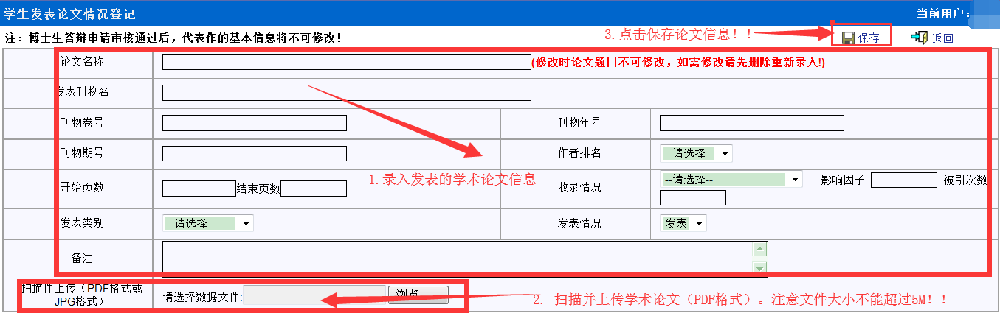 学生发表论文情况登记 当前用户:
注：博士生答辩申请审核通过后，代表作的基本信息将不可修改！ 3.点击保存论文信息！！ 保存 返回
论文名称 (修改时论文题目不可修改，如需修改请先删除重新录入!)
发表刊物名
刊物卷号 刊物年号
刊物期号 作者排名 --请选择--
1.录入发表的学术论文信息
开始页数 结束页数 收录情况 --请选择-- 影响因子 被引次数
发表类别 --请选择-- 发表情况 发表
备注
扫描件上传（PDF格式或
JPG格式） 请选择数据文件: 浏览 2. 扫描并上传学术论文（PDF格式）。注意文件大小不能超过5M！！